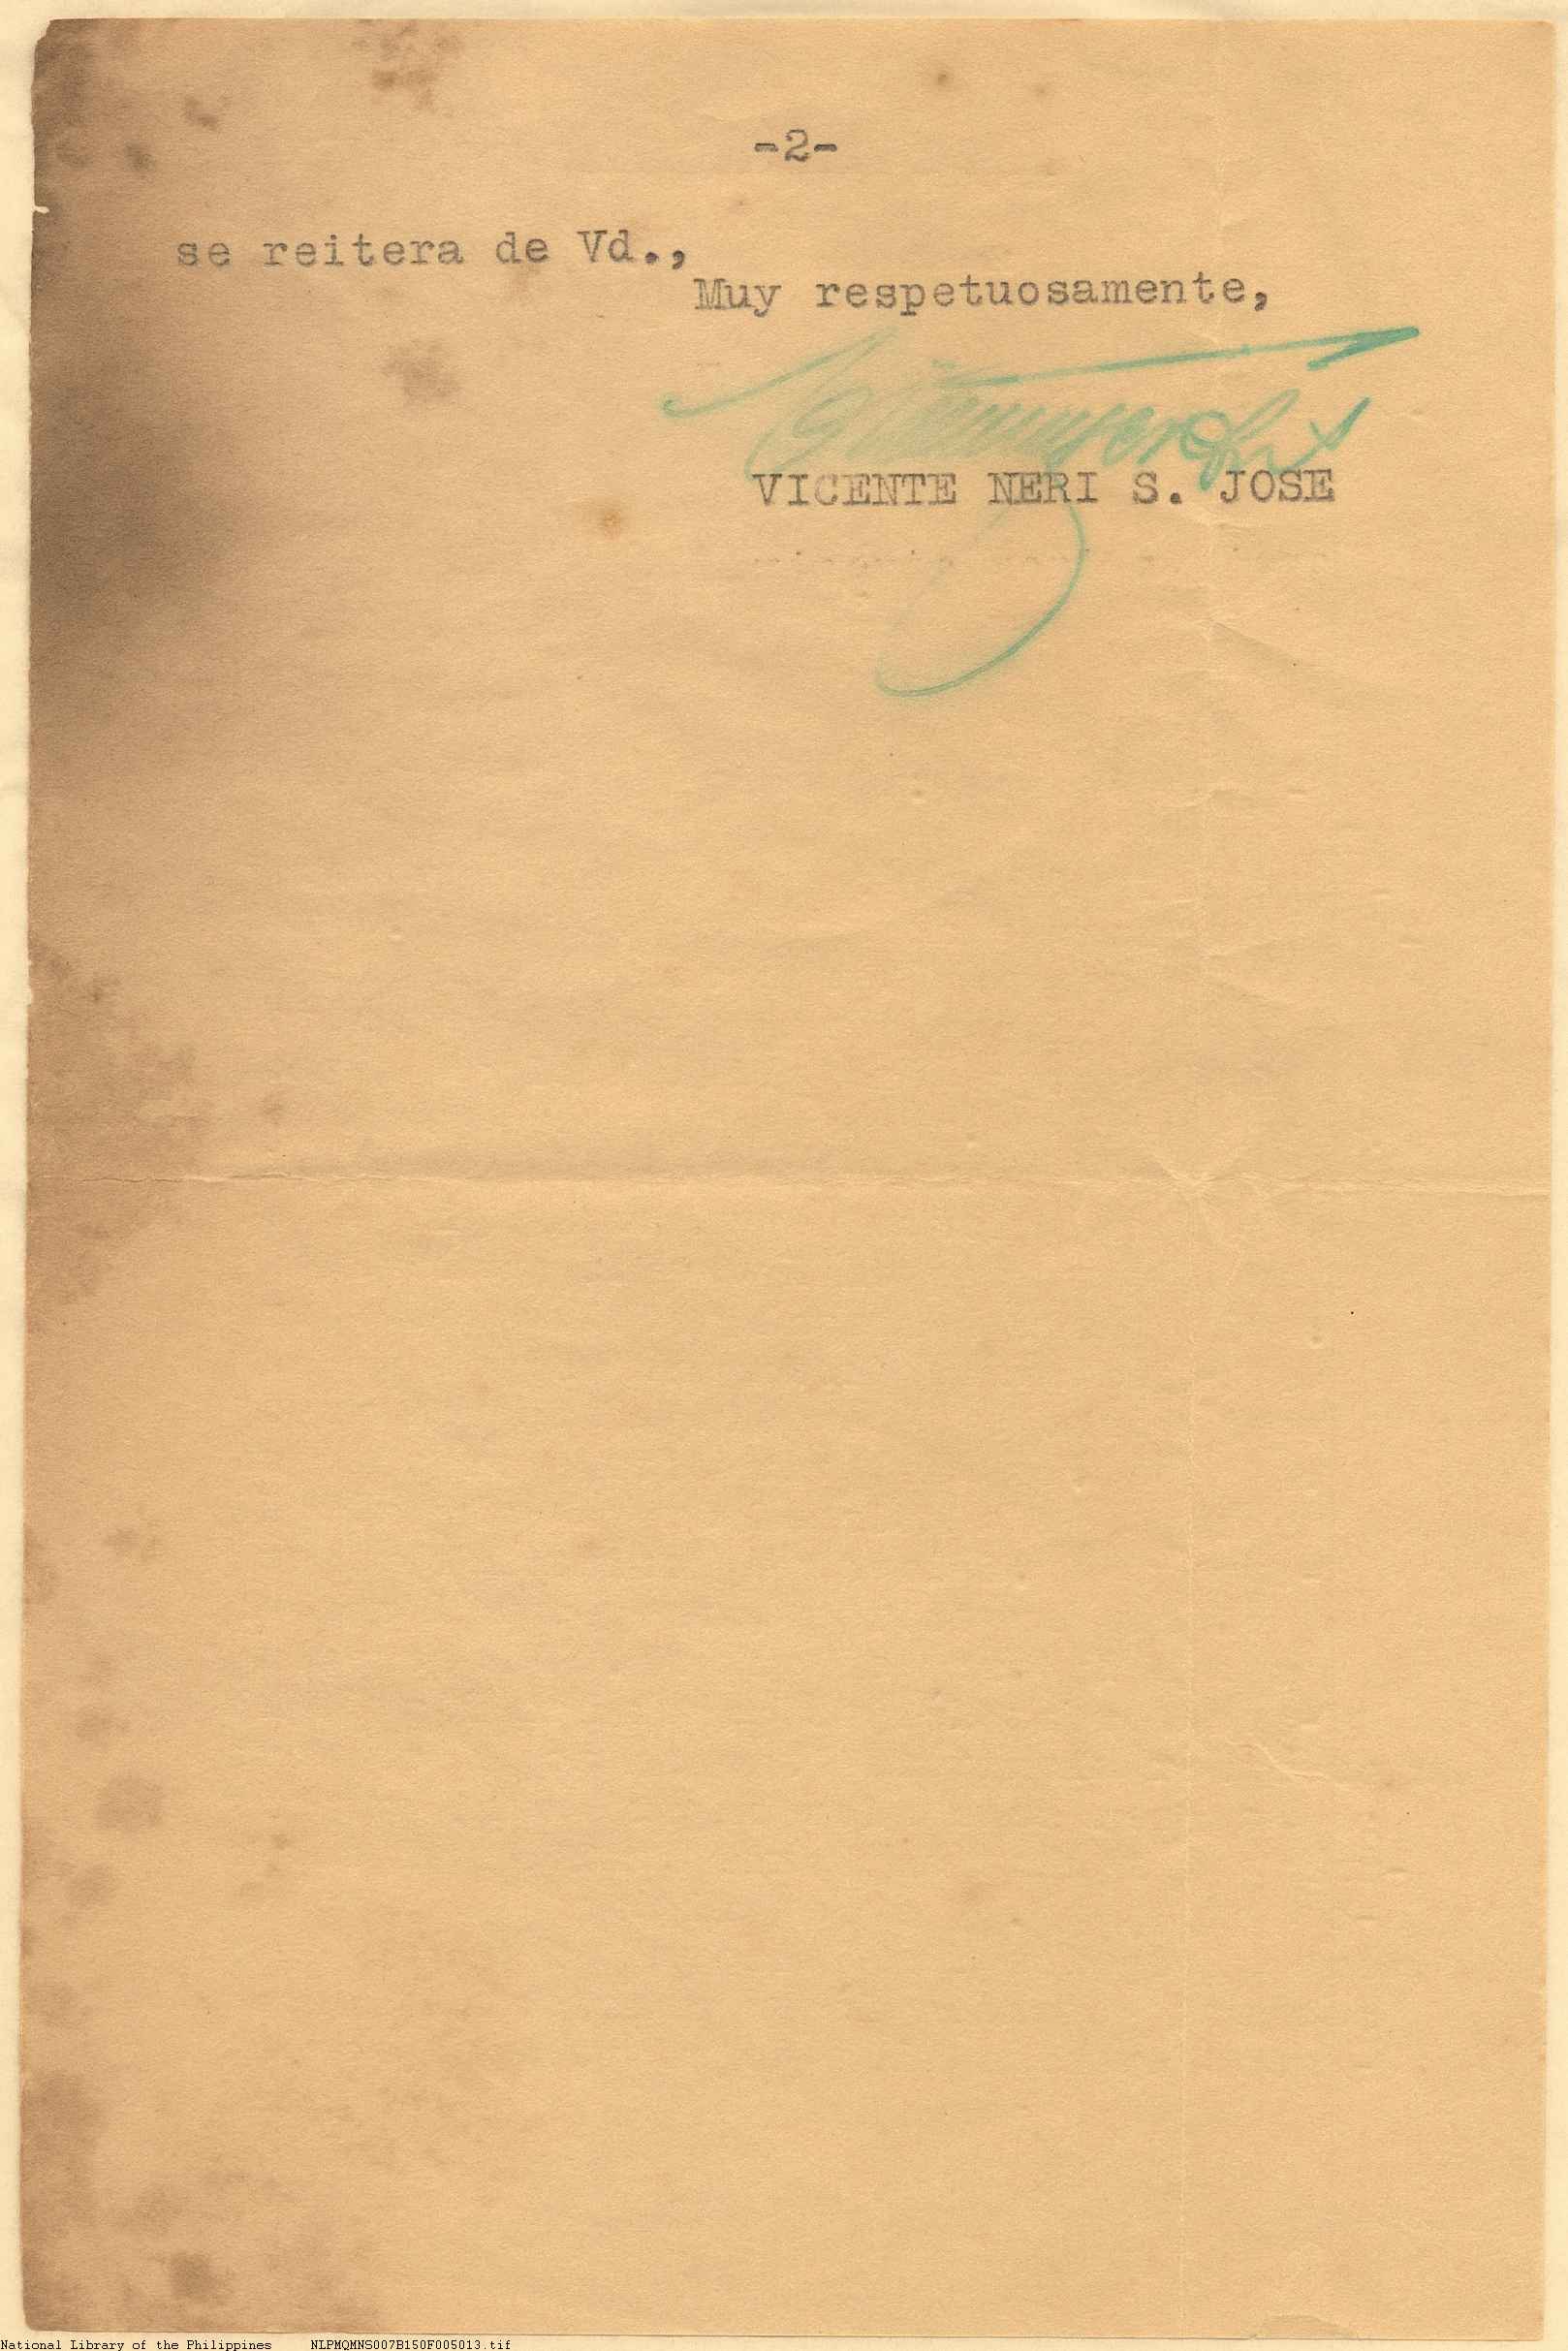 -2-
se reitera de Vd.,
Muy respetuosamente,
VICENTE NERI S. JOSE
National Library of the Philippines NLPMQMNS007B150F005013.tif